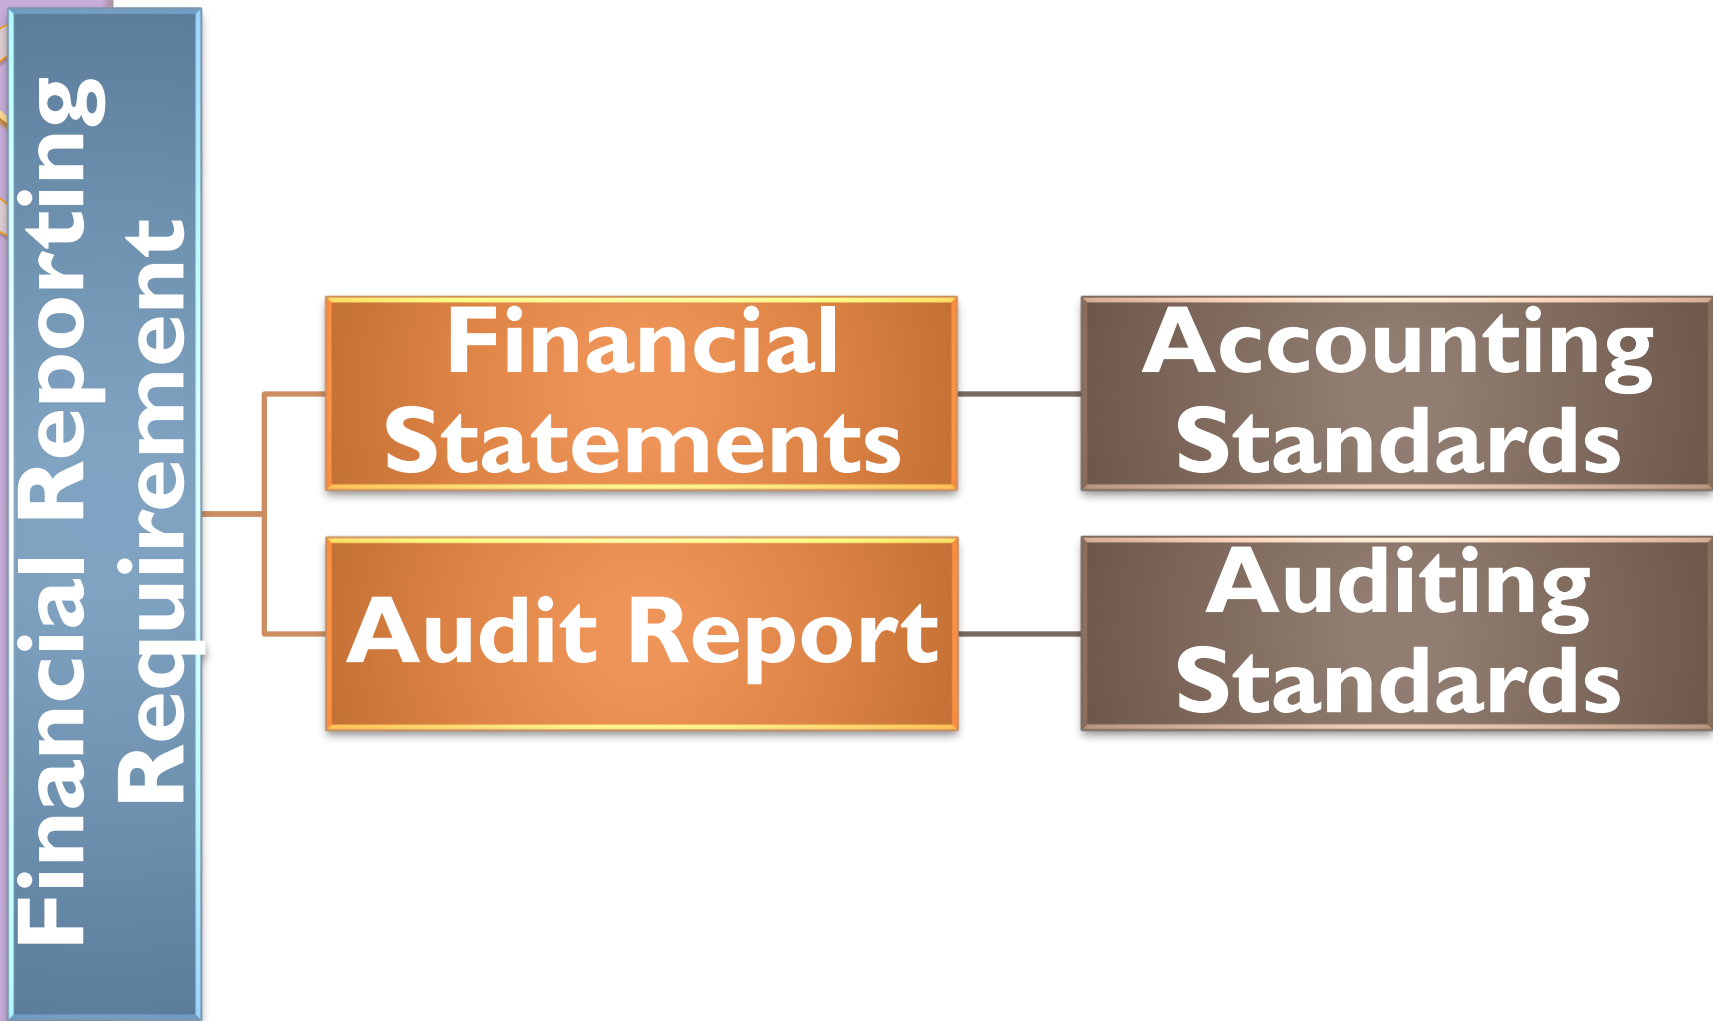 Financial Reporting
Requirement
Financial
Statements
Accounting
Standards
Audit Report
Auditing
Standards